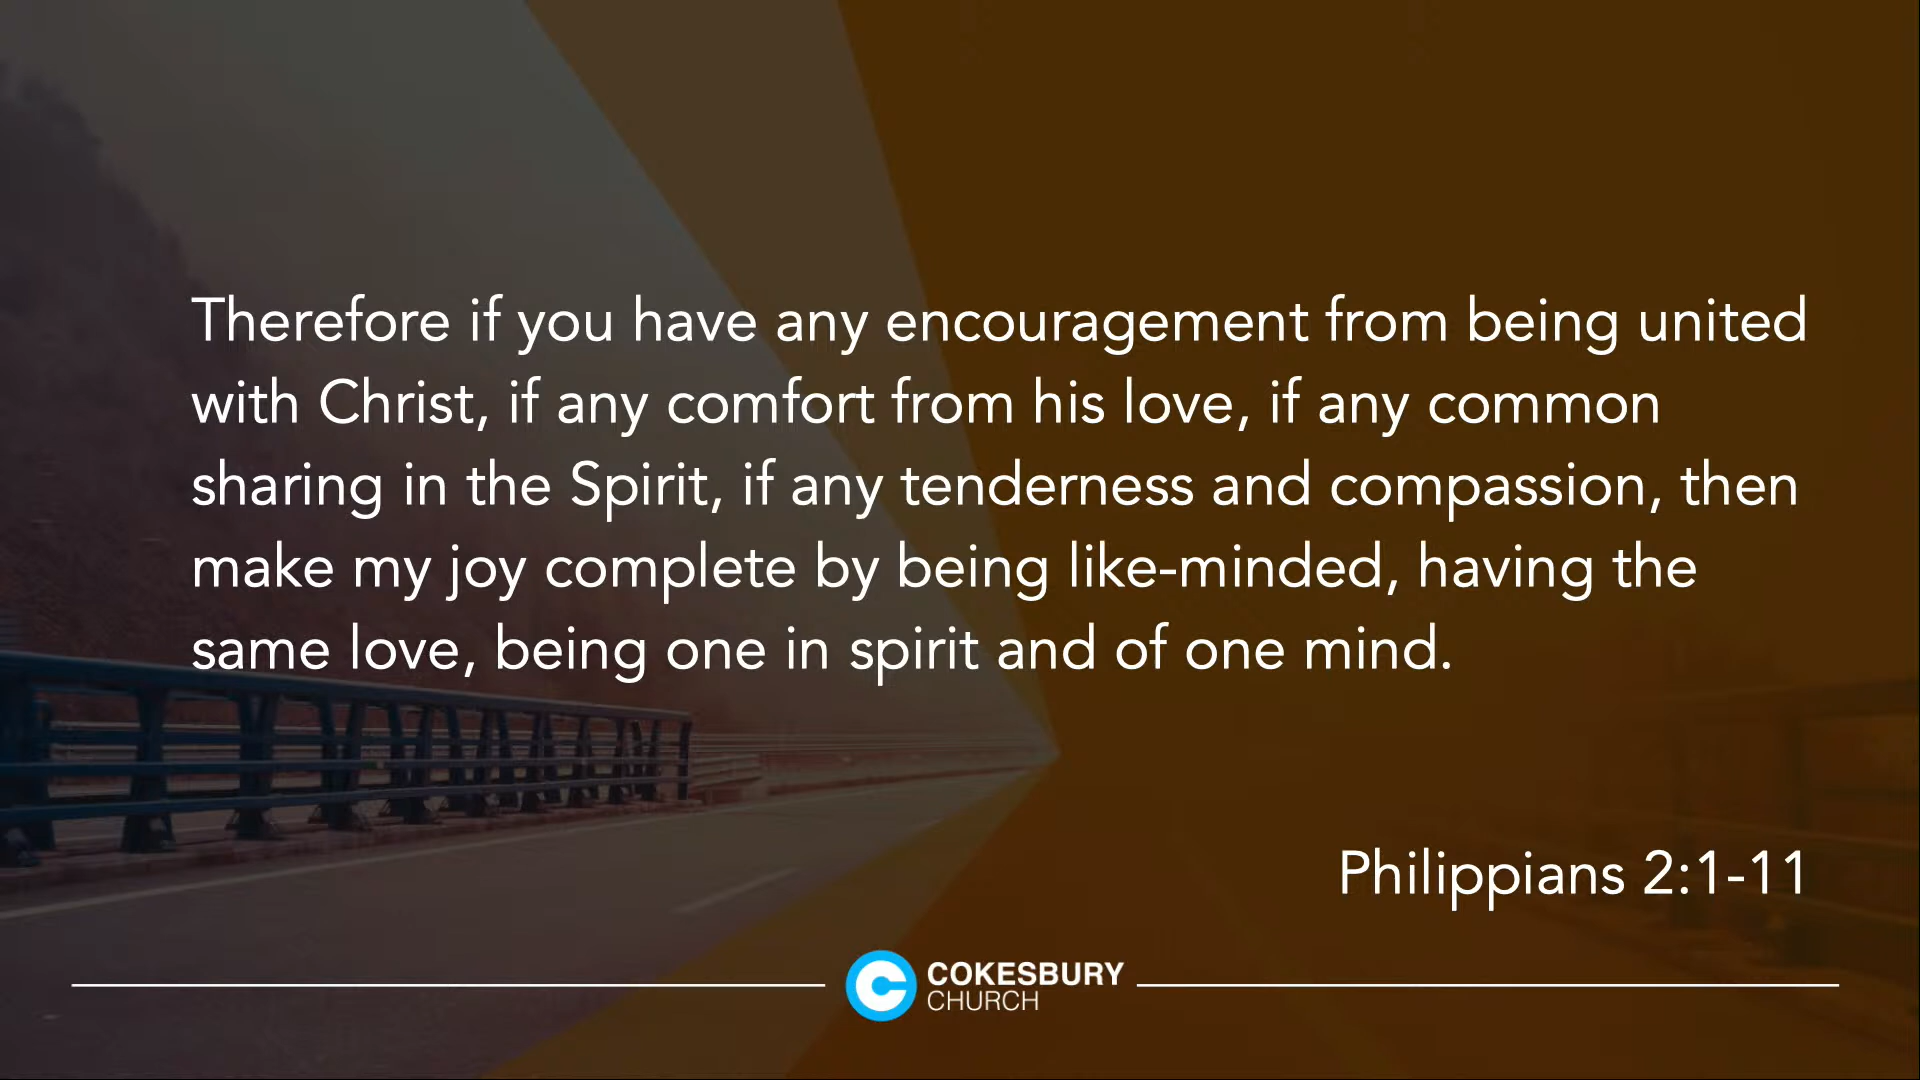 Therefore if you have any encouragement from being united
with Christ, if any comfort from his love, if any common
sharing in the Spirit, if any tenderness and compassion, then
make my joy complete by being like-minded, having the
same love, being one in spirit and of one mind.
Philippians 2:1-11
COKESBURY
CHURCH